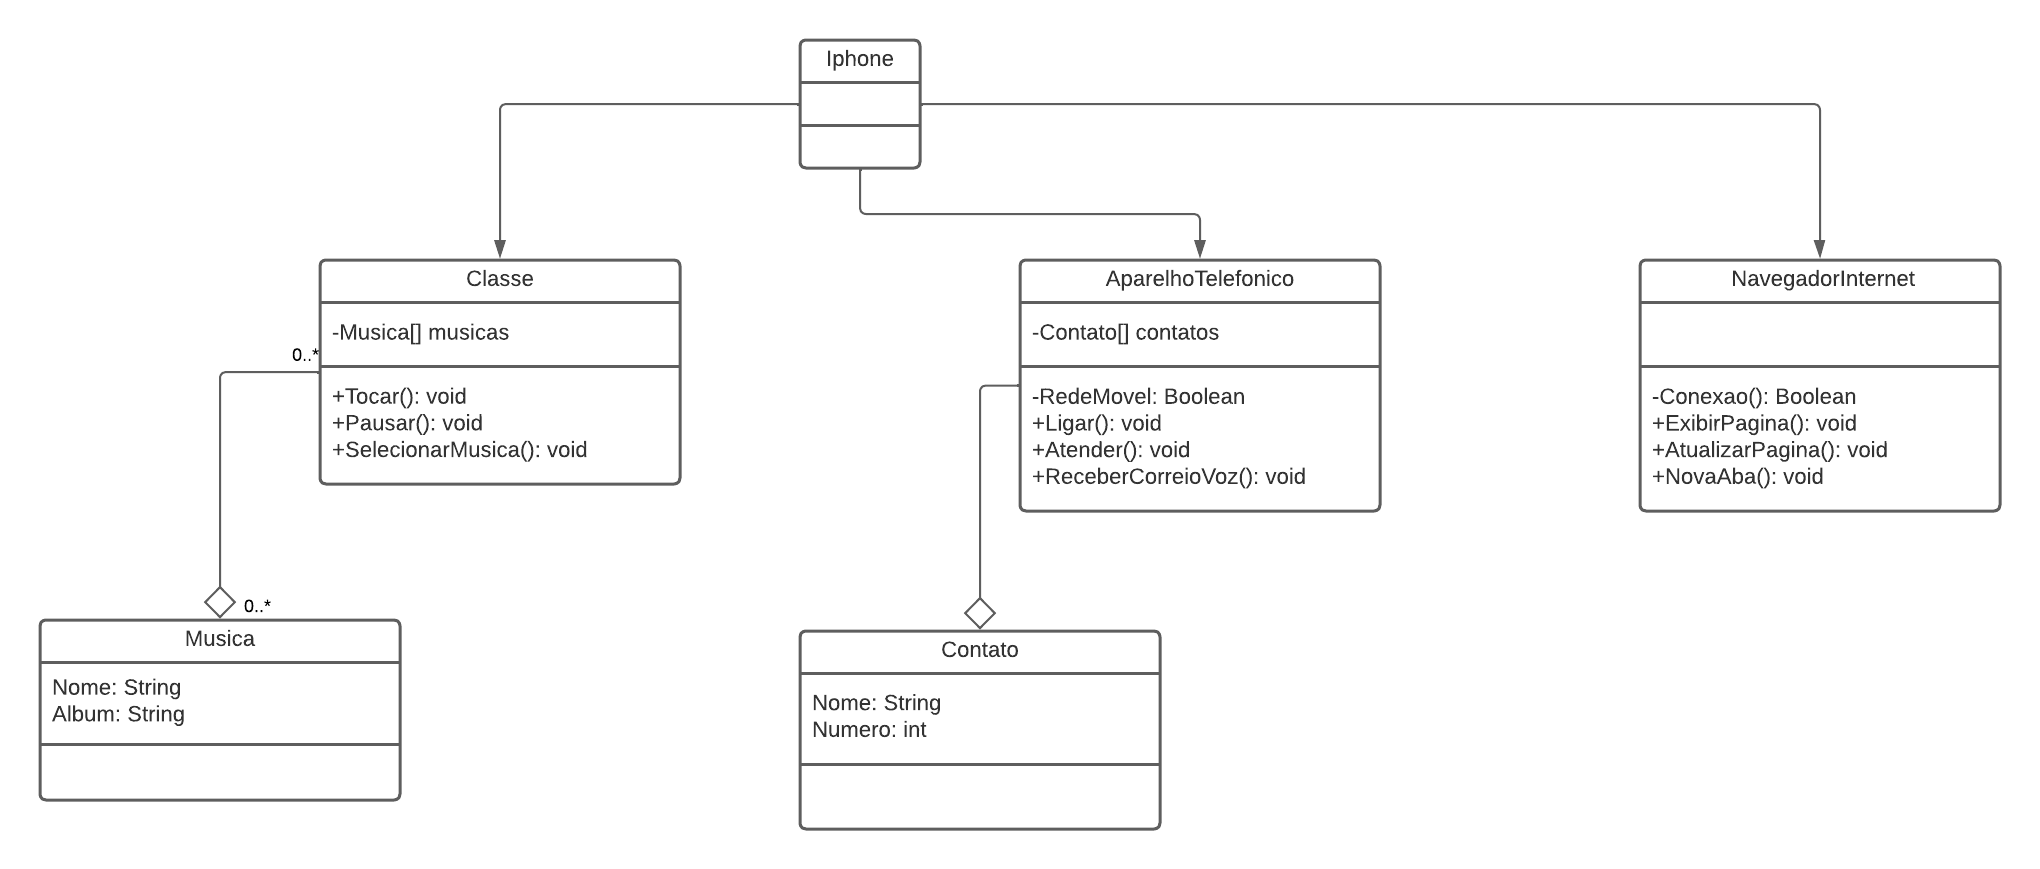 Iphone
Classe
-Musica[] musicas
+Tocar(): void
+Pausar(): void
+SelecionarMusica(): void
0..*
0..*
Musica
Nome: String
Album: String
AparelhoTelefonico
-Contato[] contatos
-RedeMovel: Boolean
+Ligar(): void
+Atender(): void
+ReceberCorreioVoz(): void
Contato
Nome: String
Numero: int
NavegadorInternet
-Conexao(): Boolean
+ExibirPagina(): void
+AtualizarPagina(): void
+NovaAba(): void